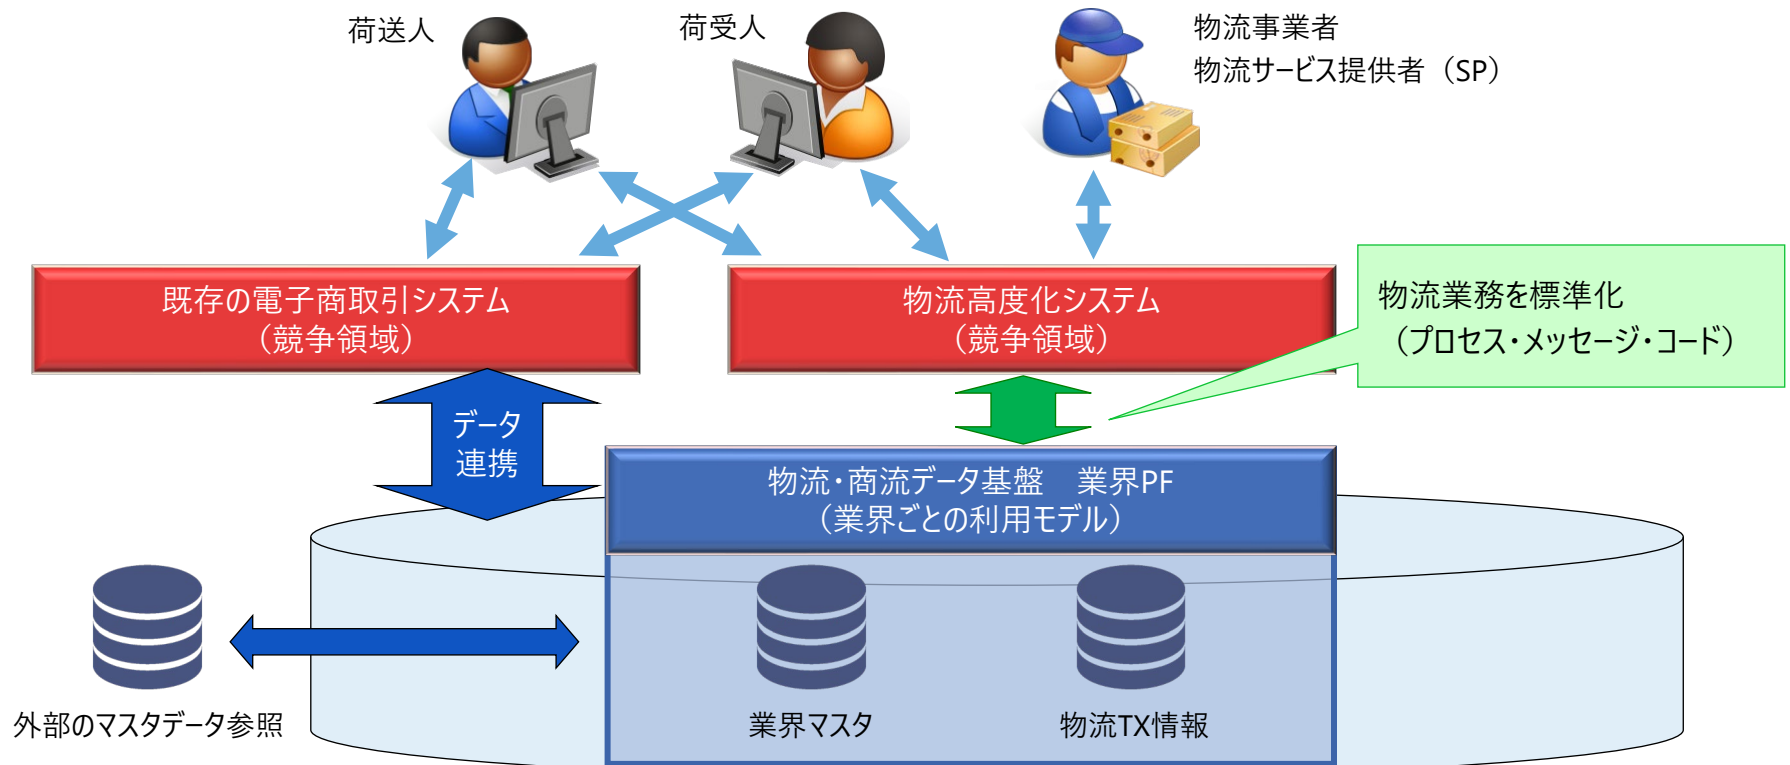 荷送人
荷受人
物流事業者
物流サービス提供者（SP）
既存の電子商取引システム
（競争領域）
物流高度化システム
（競争領域）
物流業務を標準化
（プロセス・メッセージ・コード）
データ
連携
物流・商流データ基盤　業界PF
（業界ごとの利用モデル）
外部のマスタデータ参照
業界マスタ
物流TX情報